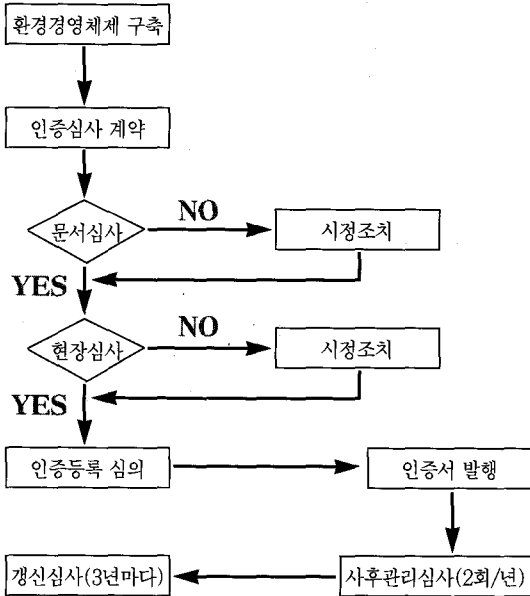 환경경영체제 구축
인증심사 계약
문서심사
NO
시정조치
YES
현장심사
NO
시정조치
YES
인증등록 심의
인증서 발행
갱신심사(3년마다)
사후관리심사(2회/년)